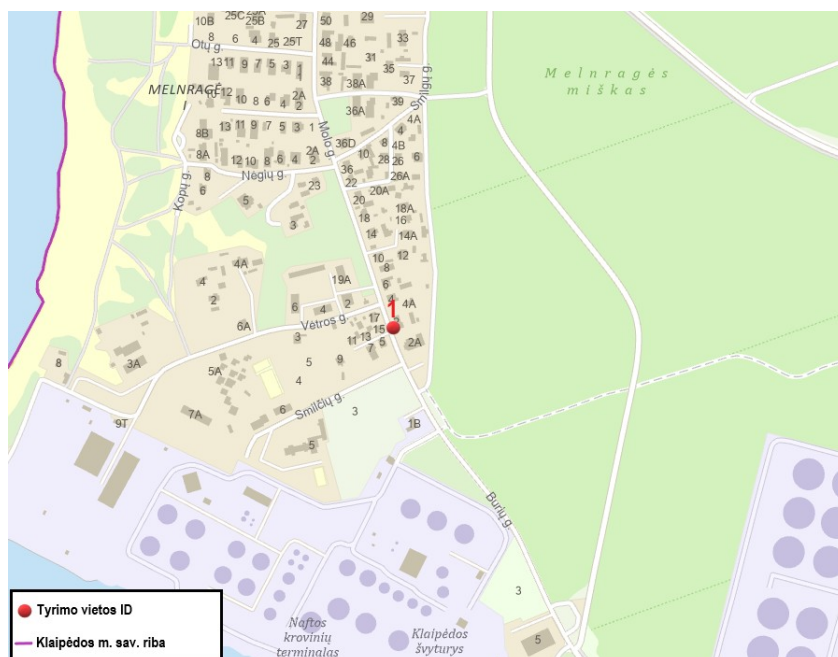 25C
25A
10B
25B
27
50
29
8
6
4
25
25T
48
46
33
Otų g.
31
13
11
9
7
5
3
1
44
35
MELNRAGĖ
I
38
38A
37
Smilgų g.
Melnragės
miškas
12
10
8
6
4
2A
2
39
36A
4A
Molo g.
13
11
9
7
5
3
1
4
8B
36D
8
4B
8A
12
10
8
6
4
2A
2
10
28
26
6
Nėgių g.
36
26A
Kopų g.
8
6
23
22
20A
5
20
18A
3
18
16
14
14A
10
12
4A
8
4
19A
6
2
6
4
2
4
1
4A
6A
Vėtros g.
17
3
15
11
13
5
2A
7
8
3A
5
9
5A
4
Smilčių g.
7A
6
3
1B
9T
5
Burių g.
3
5
Naftos
krovinių
terminalas
Klaipėdos
švyturys
Tyrimo vietos ID
Klaipėdos m. sav. riba